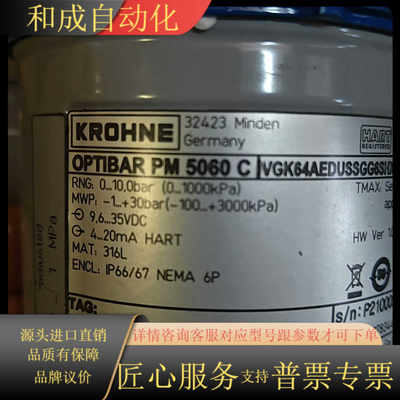 和成自动化
KROHNE
32423 Minden
Germany
HART
OPTIBAR PM 5060 C
VGK64AEDUSSGG6S
RNG: 0...10,0bar (0...1000kPa)
MWP: -1...+30bar(-100...+3000kPa)
9,6...35VDC
4...20mA HART
MAT: 316L
ENCL: IP66/67 NEMA 6P
HW Ver
TAG:
s/n: P21000
源头进口直销
品质有保障
品牌议价
详情咨询客服对应型号跟参数才可下单
匠心服务支持普票专票